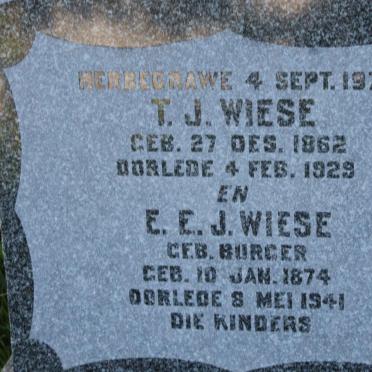 HERBEGRAWE 4 SEPT. 197
T. J. WIESE
GEB. 27 DES. 1862
OORLEDE 4 FEB. 1929
EN
E. E. J. WIESE
GEB. BURGER
GEB. 10 JAN. 1874
OORLEDE 8 MEI 1941
DIE KINDERS